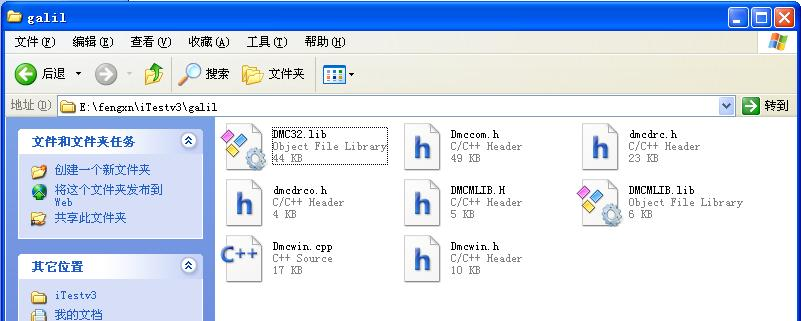 galil
文件(F) 编辑(E) 查看(V) 收藏(A) 工具(T) 帮助(H)
后退 搜索 文件夹
地址(D) E:\fengxn\iTestv3\galil 转到
文件和文件夹任务
创建一个新文件夹
将这个文件夹发布到
Web
共享此文件夹
其它位置
iTestv3
我的文档
DMC32.lib
Object File Library
44 KB
Dmccom.h
C/C++ Header
49 KB
dmcdrc.h
C/C++ Header
23 KB
dmcdrco.h
C/C++ Header
4 KB
DMCMLIB.H
C/C++ Header
5 KB
DMCMLIB.lib
Object File Library
6 KB
C++
Dmcwin.cpp
C++ Source
17 KB
Dmcwin.h
C/C++ Header
10 KB